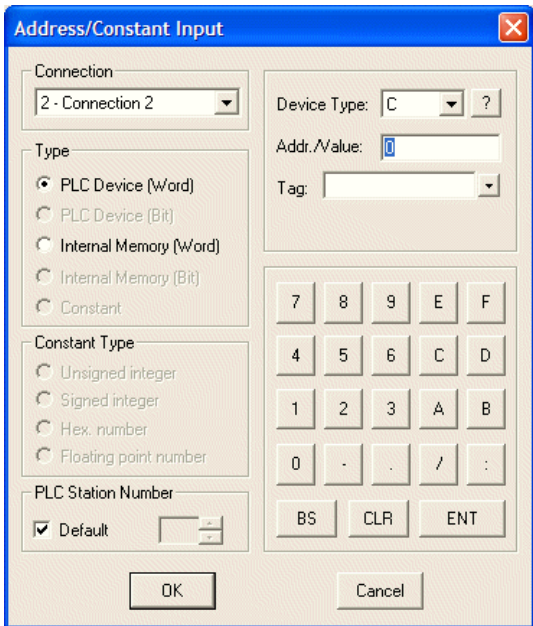 Address/Constant Input
Connection
2 - Connection 2
Type
PLC Device (Word)
PLC Device (Bit)
Internal Memory (Word)
Internal Memory (Bit)
Constant
Constant Type
Unsigned integer
Signed integer
Hex. number
Floating point number
PLC Station Number
Default
Device Type: C ?
Addr./Value: 0
Tag:
7 8 9 E F
4 5 6 C D
1 2 3 A B
0 - . / :
BS CLR ENT
OK Cancel